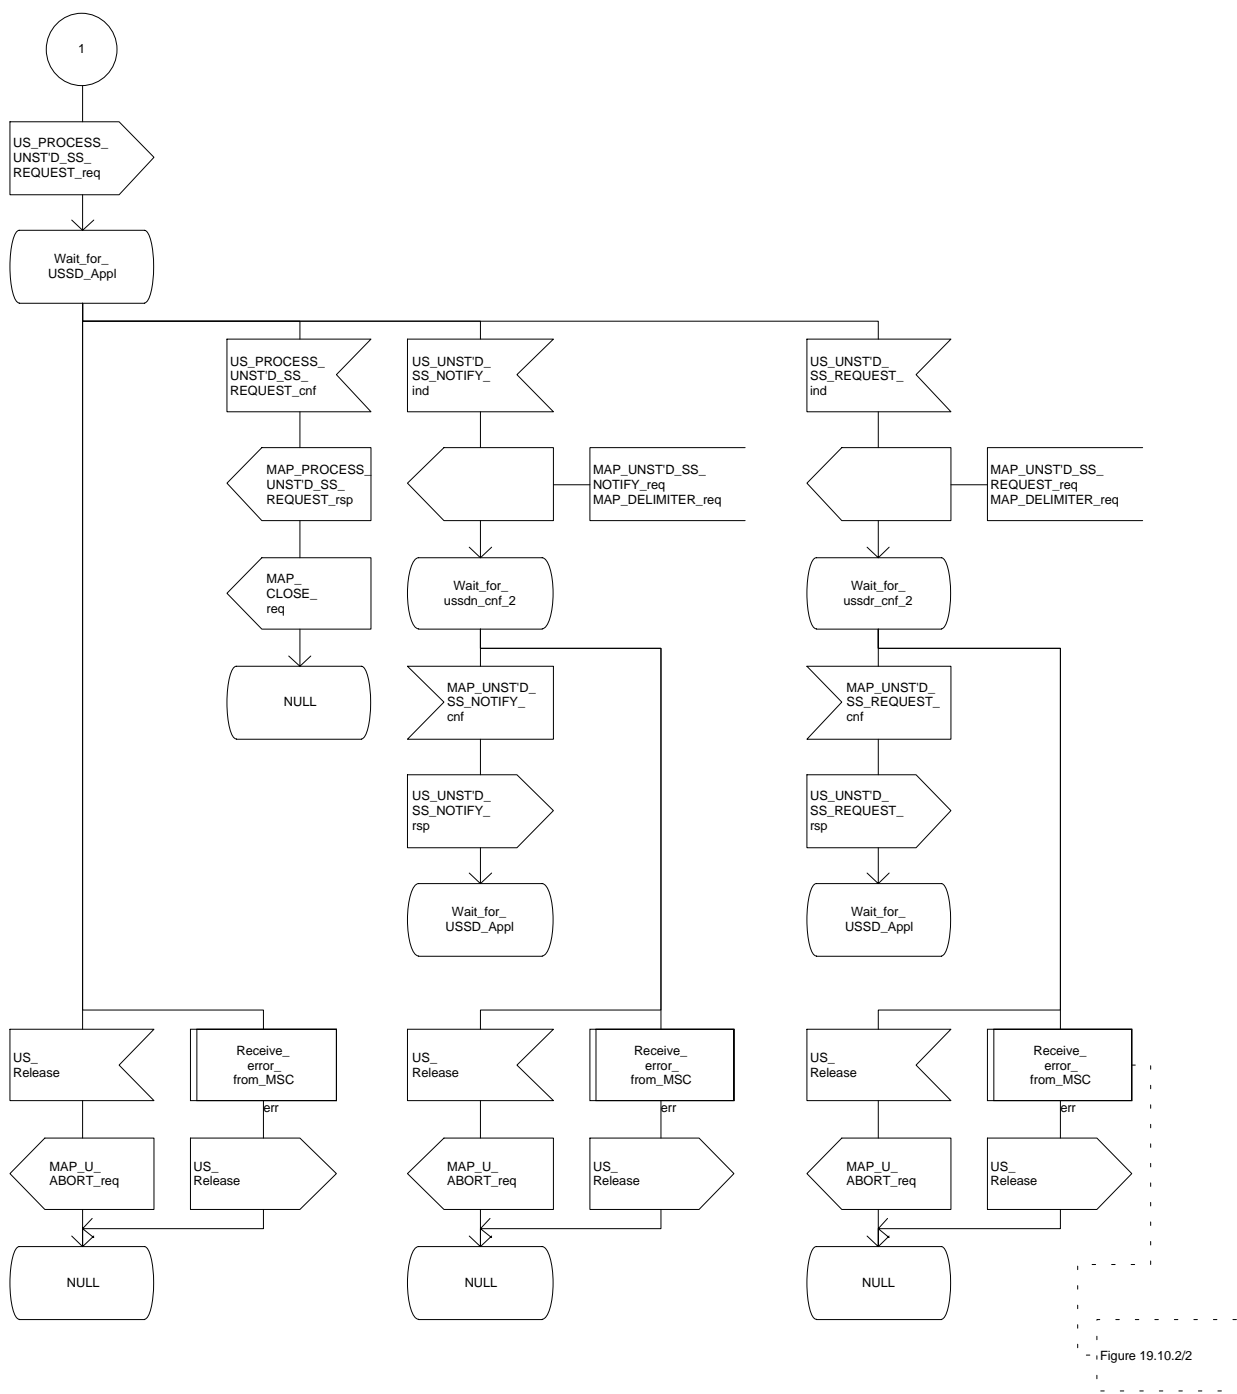 1
US_PROCESS_
UNST'D_SS_
REQUEST_req
Wait_for_
USSD_Appl
US_PROCESS_
UNST'D_SS_
REQUEST_cnf
US_UNST'D_
SS_NOTIFY_
ind
US_UNST'D_
SS_REQUEST_
ind
MAP_PROCESS_
UNST'D_SS_
REQUEST_rsp
MAP_UNST'D_SS_
NOTIFY_req
MAP_DELIMITER_req
MAP_UNST'D_SS_
REQUEST_req
MAP_DELIMITER_req
MAP_
CLOSE_
req
Wait_for_
ussdn_cnf_2
Wait_for_
ussdr_cnf_2
NULL
MAP_UNST'D_
SS_NOTIFY_
cnf
MAP_UNST'D_
SS_REQUEST_
cnf
US_UNST'D_
SS_NOTIFY_
rsp
US_UNST'D_
SS_REQUEST_
rsp
Wait_for_
USSD_Appl
Wait_for_
USSD_Appl
US_
Release
Receive_
error_
from_MSC
err
US_
Release
Receive_
error_
from_MSC
err
US_
Release
Receive_
error_
from_MSC
err
MAP_U_
ABORT_req
US_
Release
MAP_U_
ABORT_req
US_
Release
MAP_U_
ABORT_req
US_
Release
NULL
NULL
NULL
Figure 19.10.2/2